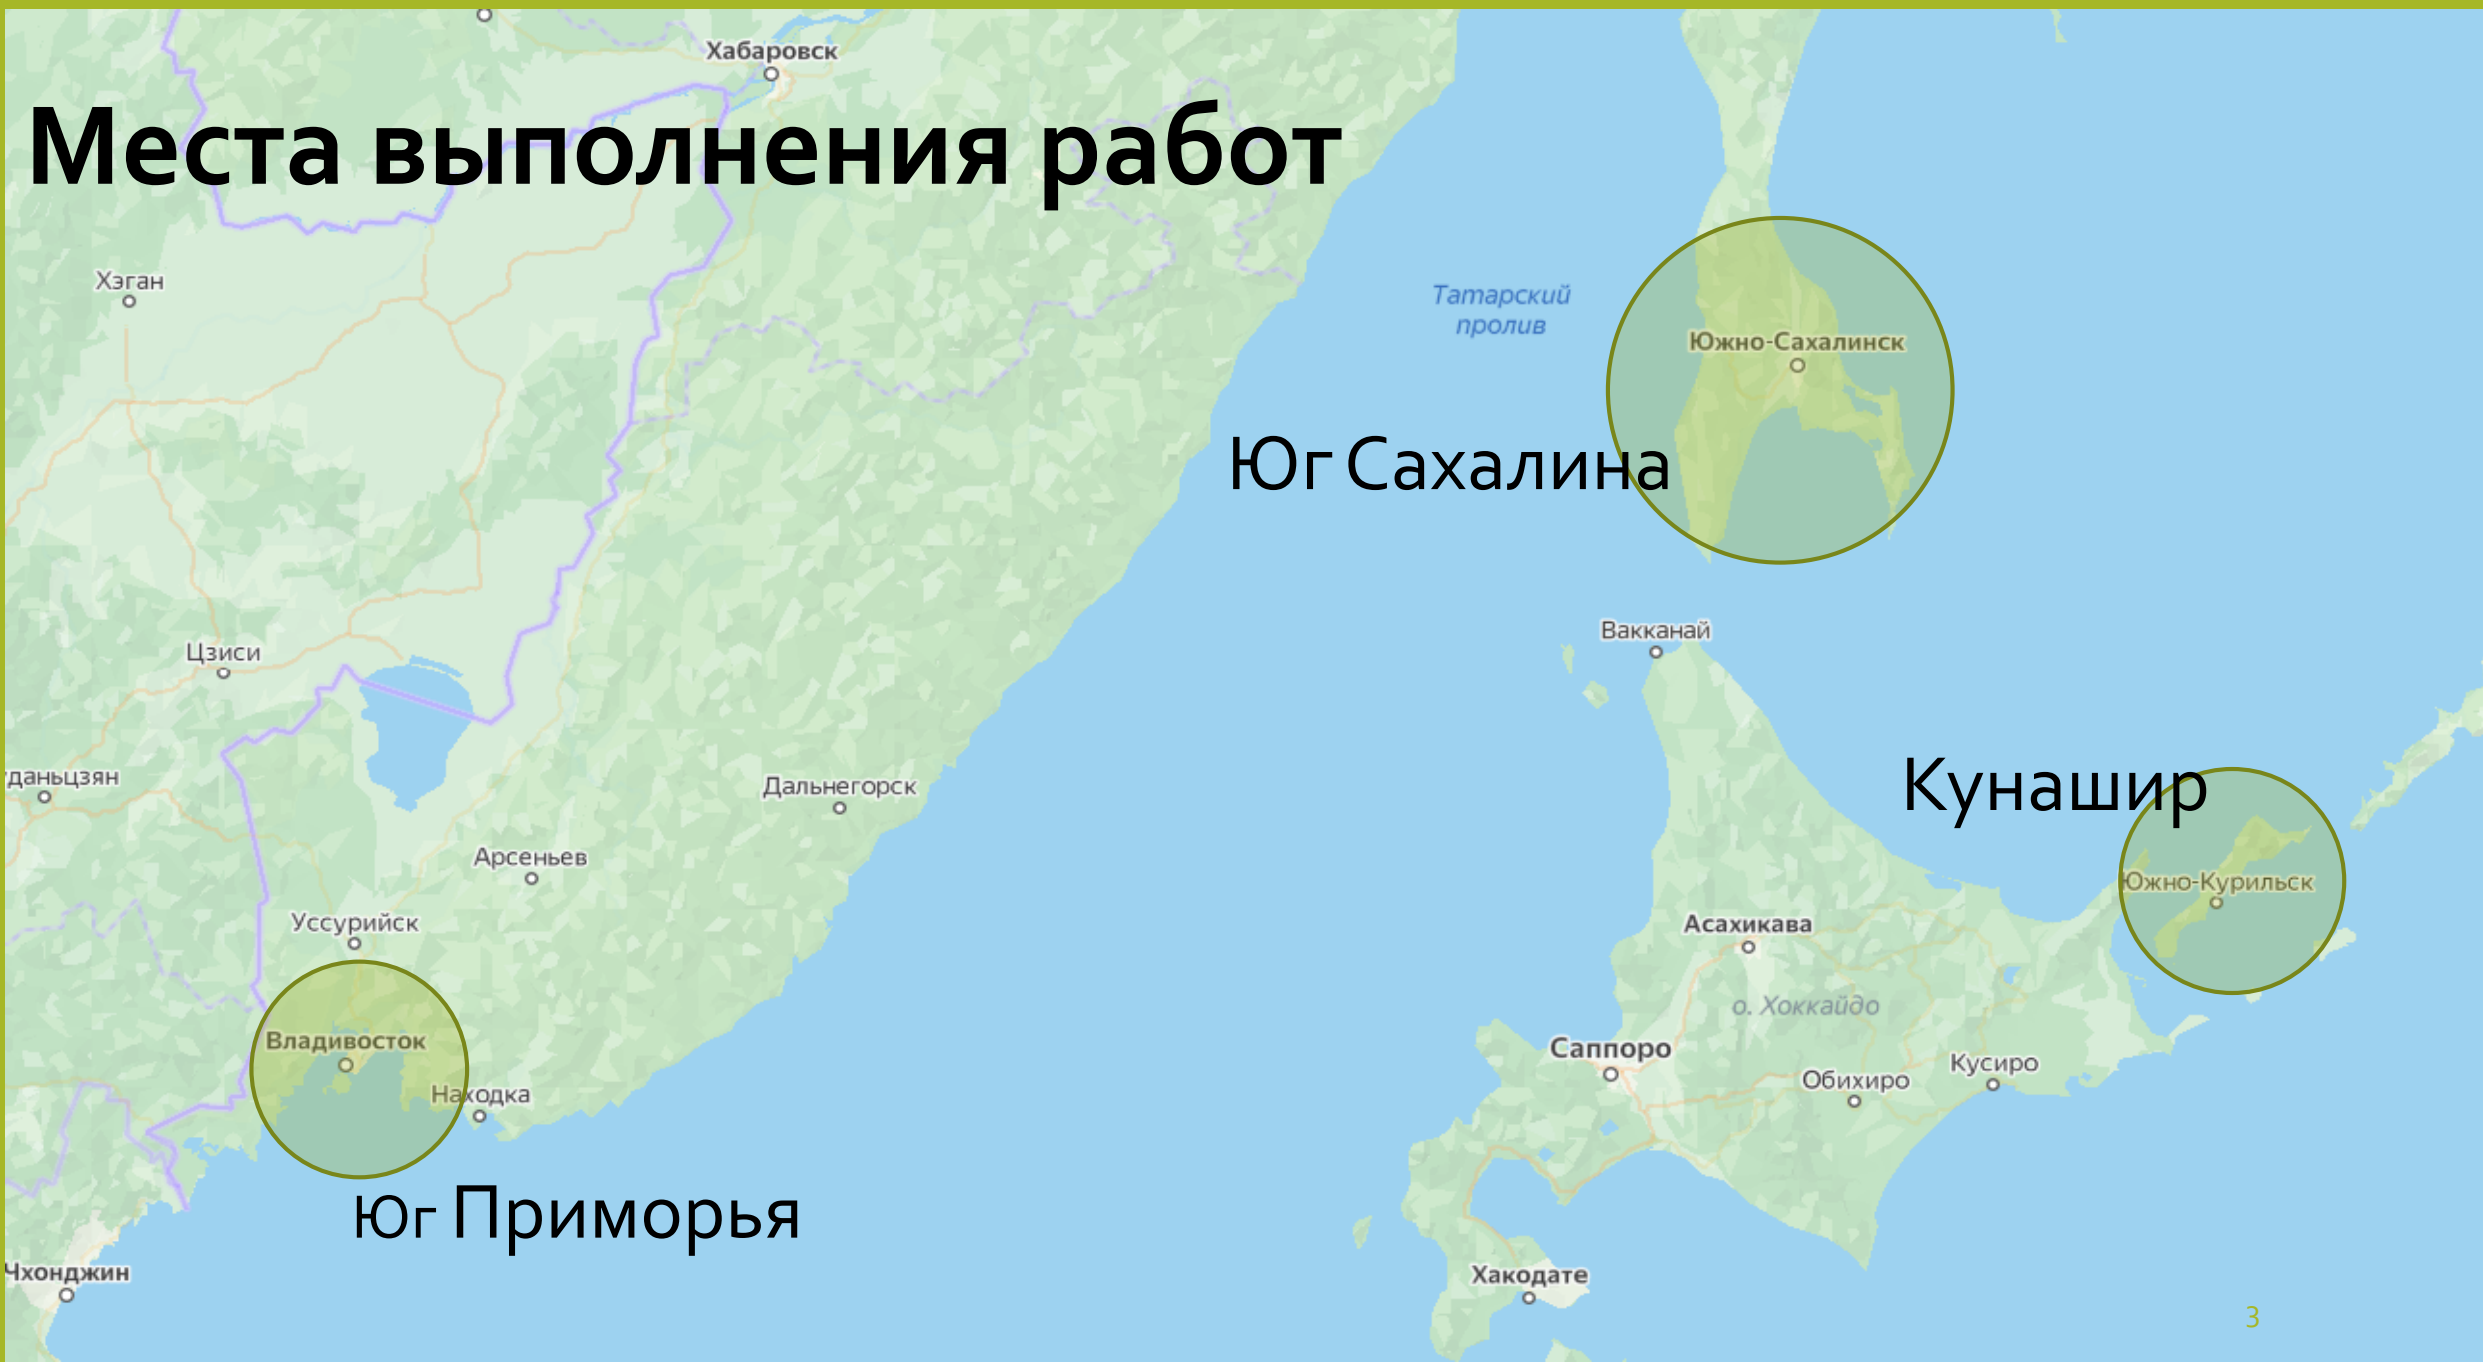 Хабаровск
Места выполнения работ
Хэган
Татарский
пролив
Южно-Сахалинск
Юг Сахалина
Вакканай
Цзиси
даньцзян
Дальнегорск
Кунашир
Арсеньев
Южно-Курильск
Уссурийск
Асахикава
о. Хоккайдо
Владивосток
Саппоро
Находка
Обихиро
Кусиро
Юг Приморья
Чхонджин
Хакодате
3